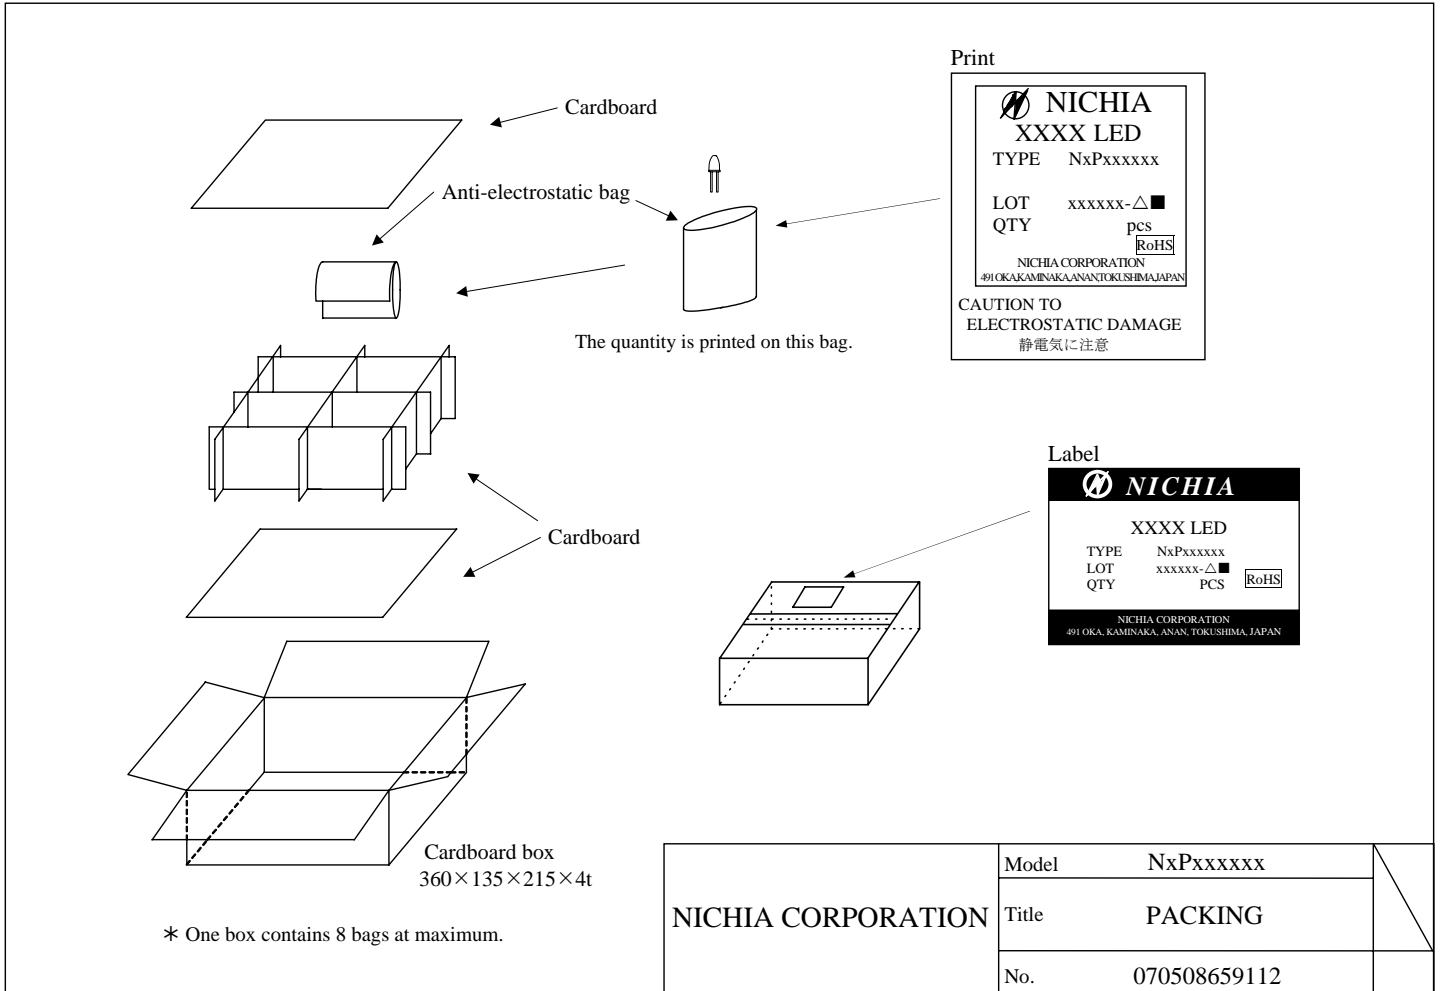 Cardboard
Anti-electrostatic bag
The quantity is printed on this bag.
Print
NICHIA
XXXX LED
TYPE NxPxxxxxx
LOT xxxxxx-△■
QTY pcs
RoHS
NICHIA CORPORATION
491 OKA,KAMINAKA,ANAN,TOKUSHIMA,JAPAN
CAUTION TO
ELECTROSTATIC DAMAGE
静電気に注意
Cardboard
Label
NICHIA
XXXX LED
TYPE NxPxxxxxx
LOT xxxxxx-△■
QTY PCS
RoHS
NICHIA CORPORATION
491 OKA, KAMINAKA, ANAN, TOKUSHIMA, JAPAN
Cardboard box
360×135×215×4t
* One box contains 8 bags at maximum.
NICHIA CORPORATION
Model NxPxxxxxx
Title PACKING
No. 070508659112